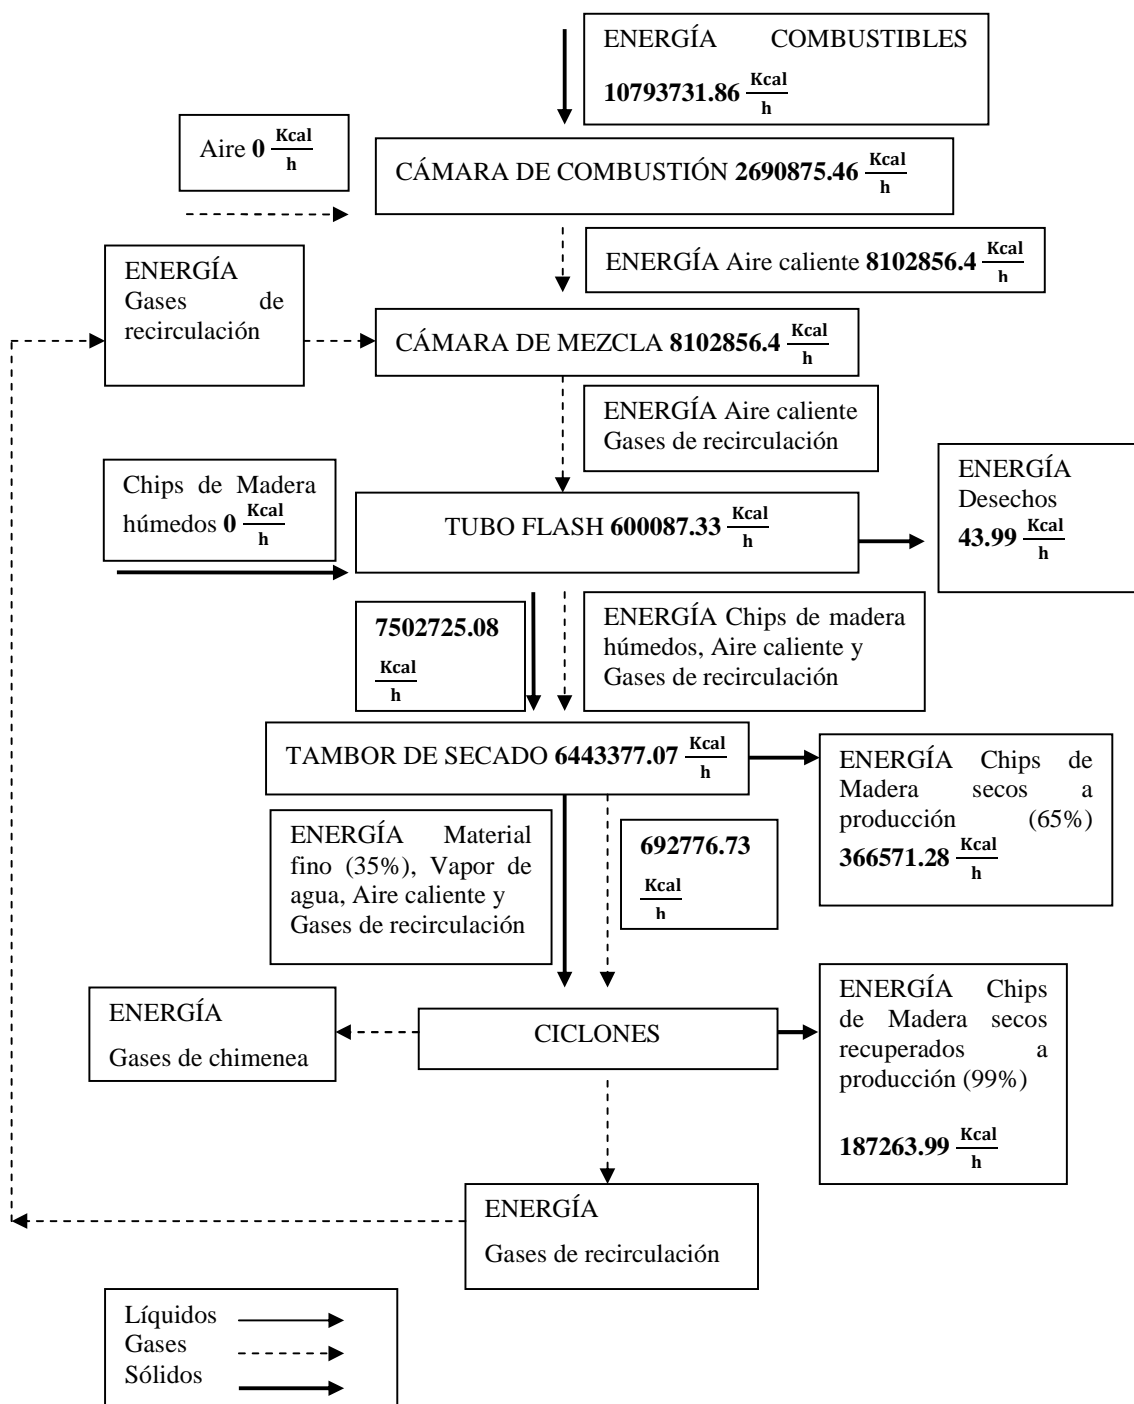 ENERGÍA COMBUSTIBLES
10793731.86 Kcal/h
Aire 0 Kcal/h
CÁMARA DE COMBUSTIÓN 2690875.46 Kcal/h
ENERGÍA Aire caliente 8102856.4 Kcal/h
ENERGÍA
Gases de
recirculación
CÁMARA DE MEZCLA 8102856.4 Kcal/h
ENERGÍA Aire caliente
Gases de recirculación
Chips de Madera
húmedos 0 Kcal/h
TUBO FLASH 600087.33 Kcal/h
ENERGÍA
Desechos
43.99 Kcal/h
7502725.08
Kcal/h
ENERGÍA Chips de madera
húmedos, Aire caliente y
Gases de recirculación
TAMBOR DE SECADO 6443377.07 Kcal/h
ENERGÍA Chips de
Madera secos a
producción (65%)
366571.28 Kcal/h
ENERGÍA Material
fino (35%), Vapor de
agua, Aire caliente y
Gases de recirculación
692776.73
Kcal/h
ENERGÍA
Gases de chimenea
CICLONES
ENERGÍA Chips
de Madera secos
recuperados a
producción (99%)
187263.99 Kcal/h
ENERGÍA
Gases de recirculación
Líquidos
Gases
Sólidos